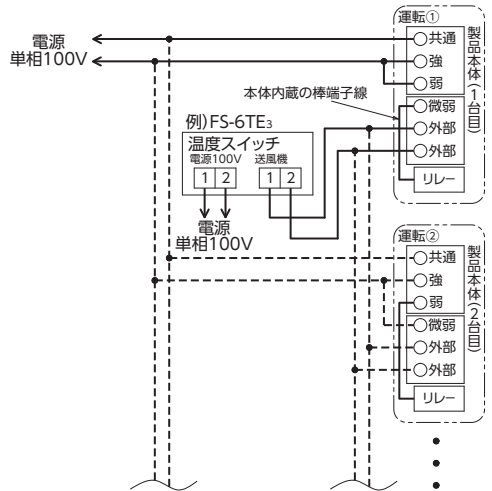 電源
単相100V
運転①
共通
強
弱
微弱
外部
外部
リレー
製品本体(1台目)
本体内蔵の棒端子線
例)FS-6TE3
温度スイッチ
電源100V 送風機
1 2 1 2
電源
単相100V
運転②
共通
強
弱
微弱
外部
外部
リレー
製品本体(2台目)